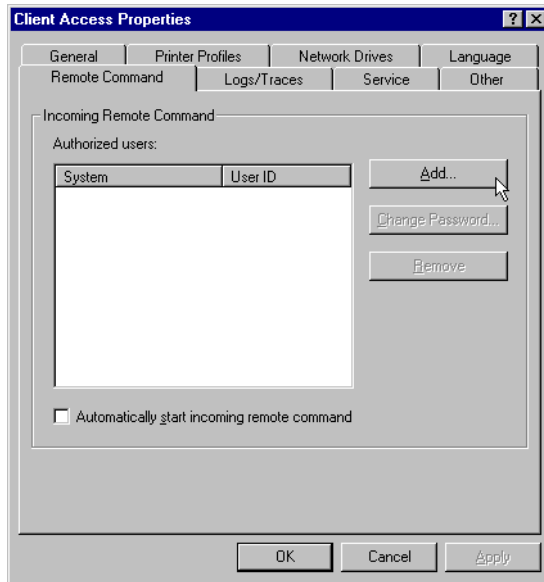 Client Access Properties
General Printer Profiles Network Drives Language
Remote Command Logs/Traces Service Other
Incoming Remote Command
Authorized users:
System User ID
Add...
Change Password...
Remove
Automatically start incoming remote command
OK Cancel Apply